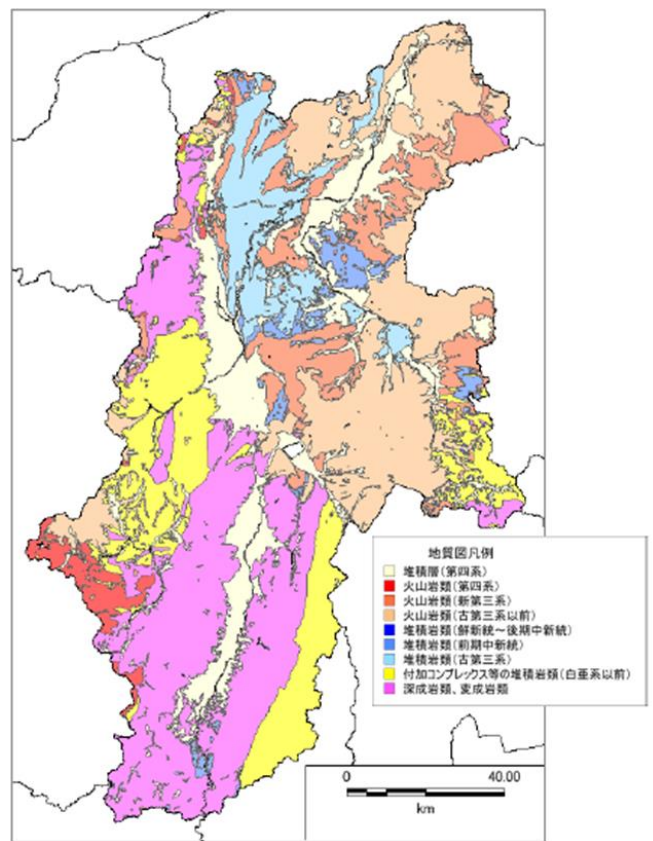 地質図凡例
堆積層(第四系)
火山岩類(第四系)
火山岩類(新第三系)
火山岩類(古第三系以前)
堆積岩類(鮮新統～後期中新統)
堆積岩類(前期中新統)
堆積岩類(古第三系)
付加コンプレックス等の堆積岩類(白亜系以前)
深成岩類、変成岩類
0 40.00
km